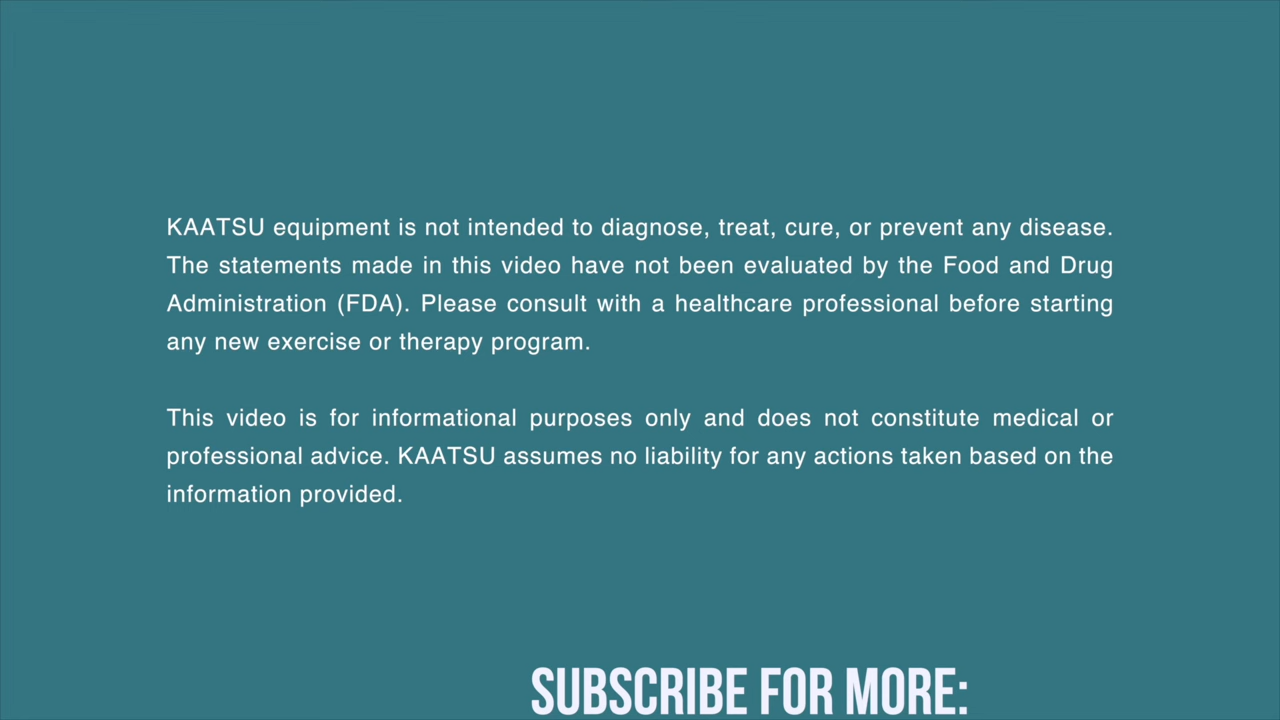 KAATSU equipment is not intended to diagnose, treat, cure, or prevent any disease.
The statements made in this video have not been evaluated by the Food and Drug
Administration (FDA). Please consult with a healthcare professional before starting
any new exercise or therapy program.
This video is for informational purposes only and does not constitute medical or
professional advice. KAATSU assumes no liability for any actions taken based on the
information provided.
SUBSCRIBE FOR MORE: